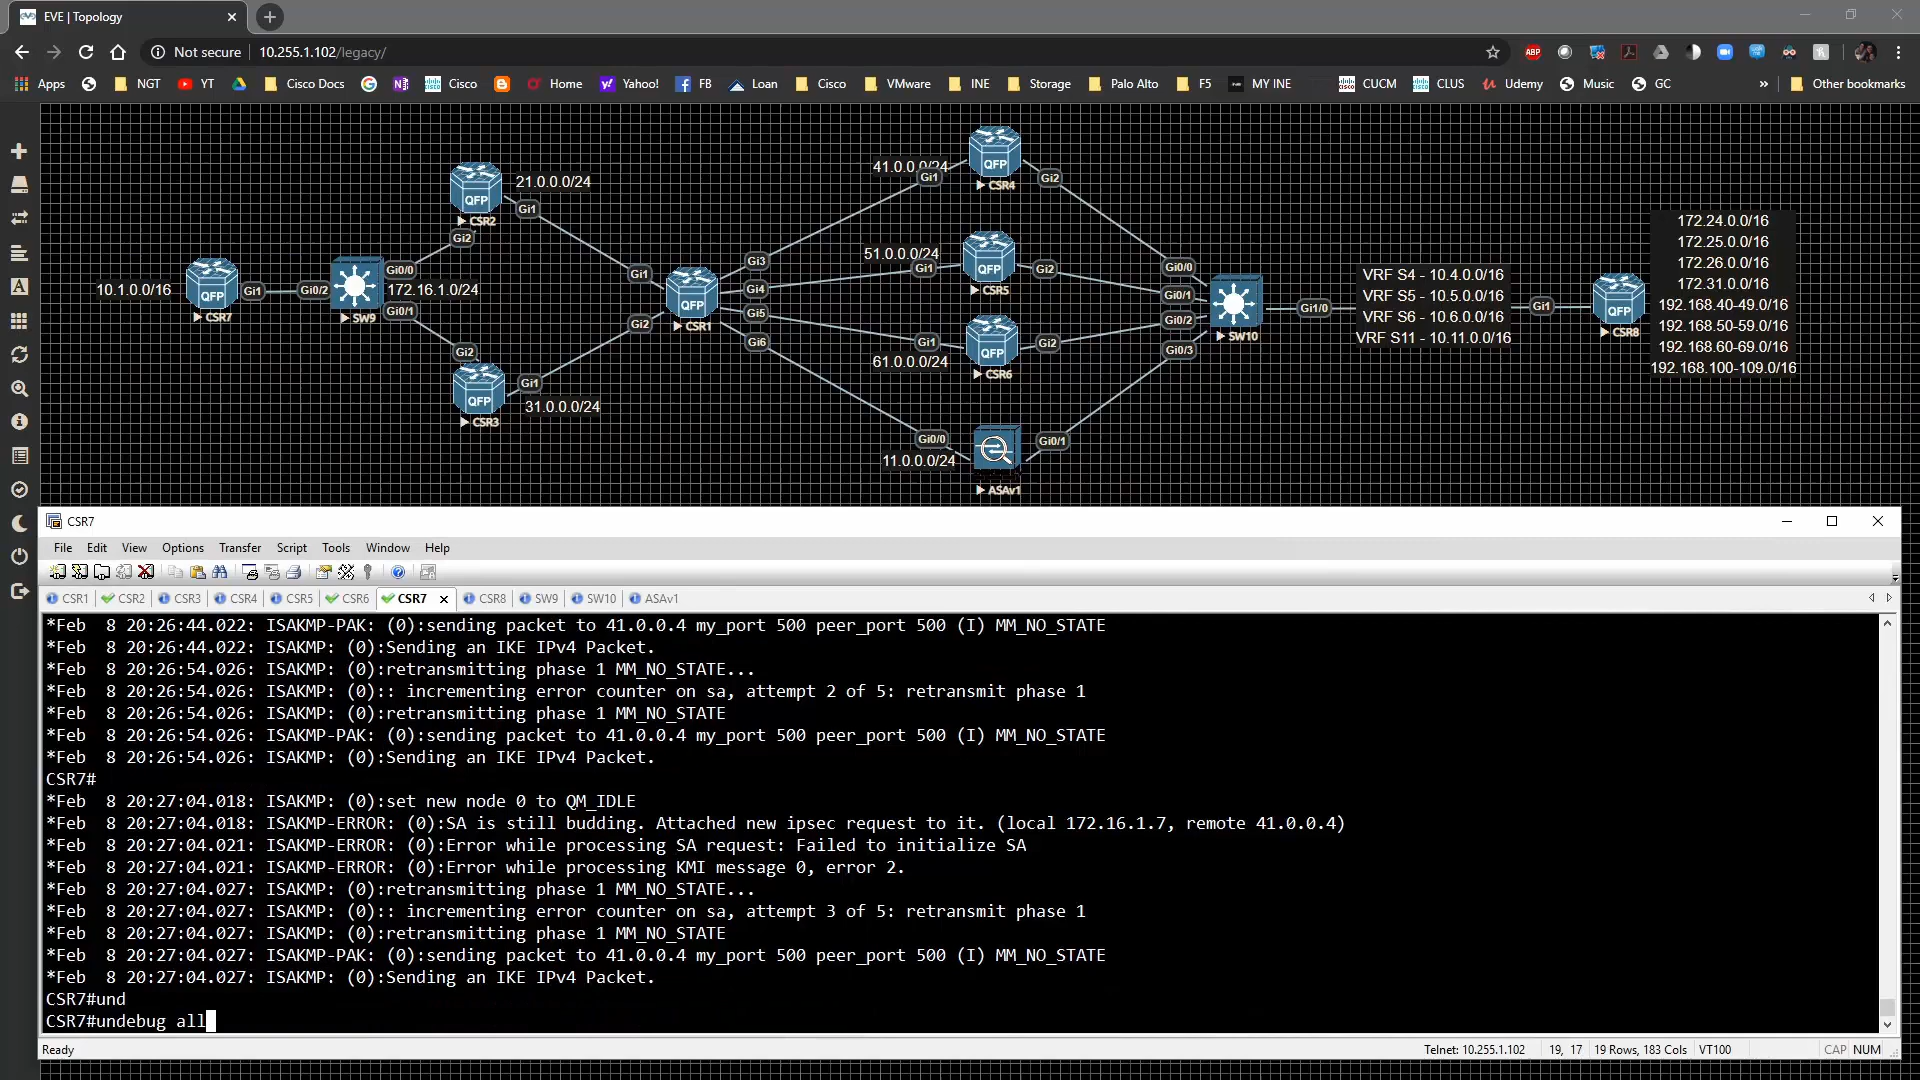 EVE | Topology
Not secure | 10.255.1.102/legacy/
ABP
Apps NGT YT Cisco Docs Cisco Home Yahoo! FB Loan Cisco VMware INE Storage Palo Alto F5 MY INE CUCM CLUS Udemy Music GC » Other bookmarks
QFP
CSR4
41.0.0.0/24
Gi1
Gi2
QFP
CSR2
21.0.0.0/24
Gi1
Gi2
10.1.0.0/16
QFP
CSR7
Gi1
Gi0/2
SW9
Gi0/0
172.16.1.0/24
Gi0/1
Gi2
QFP
CSR3
Gi1
31.0.0.0/24
Gi1
Gi2
QFP
CSR1
Gi3
Gi4
Gi5
Gi6
51.0.0.0/24
Gi1
QFP
CSR5
Gi2
Gi1
61.0.0.0/24
QFP
CSR6
Gi2
Gi0/0
11.0.0.0/24
ASAv1
Gi0/1
Gi0/0
Gi0/1
Gi0/2
Gi0/3
SW10
Gi1/0
VRF S4 - 10.4.0.0/16
VRF S5 - 10.5.0.0/16
VRF S6 - 10.6.0.0/16
VRF S11 - 10.11.0.0/16
Gi1
QFP
CSR8
172.24.0.0/16
172.25.0.0/16
172.26.0.0/16
172.31.0.0/16
192.168.40-49.0/16
192.168.50-59.0/16
192.168.60-69.0/16
192.168.100-109.0/16
CSR7
File Edit View Options Transfer Script Tools Window Help
CSR1 CSR2 CSR3 CSR4 CSR5 CSR6 CSR7 CSR8 SW9 SW10 ASAv1
*Feb  8 20:26:44.022: ISAKMP-PAK: (0):sending packet to 41.0.0.4 my_port 500 peer_port 500 (I) MM_NO_STATE
*Feb  8 20:26:44.022: ISAKMP: (0):Sending an IKE IPv4 Packet.
*Feb  8 20:26:54.026: ISAKMP: (0):retransmitting phase 1 MM_NO_STATE...
*Feb  8 20:26:54.026: ISAKMP: (0):: incrementing error counter on sa, attempt 2 of 5: retransmit phase 1
*Feb  8 20:26:54.026: ISAKMP: (0):retransmitting phase 1 MM_NO_STATE
*Feb  8 20:26:54.026: ISAKMP-PAK: (0):sending packet to 41.0.0.4 my_port 500 peer_port 500 (I) MM_NO_STATE
*Feb  8 20:26:54.026: ISAKMP: (0):Sending an IKE IPv4 Packet.
CSR7#
*Feb  8 20:27:04.018: ISAKMP: (0):set new node 0 to QM_IDLE
*Feb  8 20:27:04.018: ISAKMP-ERROR: (0):SA is still budding. Attached new ipsec request to it. (local 172.16.1.7, remote 41.0.0.4)
*Feb  8 20:27:04.021: ISAKMP-ERROR: (0):Error while processing SA request: Failed to initialize SA
*Feb  8 20:27:04.021: ISAKMP-ERROR: (0):Error while processing KMI message 0, error 2.
*Feb  8 20:27:04.027: ISAKMP: (0):retransmitting phase 1 MM_NO_STATE...
*Feb  8 20:27:04.027: ISAKMP: (0):: incrementing error counter on sa, attempt 3 of 5: retransmit phase 1
*Feb  8 20:27:04.027: ISAKMP: (0):retransmitting phase 1 MM_NO_STATE
*Feb  8 20:27:04.027: ISAKMP-PAK: (0):sending packet to 41.0.0.4 my_port 500 peer_port 500 (I) MM_NO_STATE
*Feb  8 20:27:04.027: ISAKMP: (0):Sending an IKE IPv4 Packet.
CSR7#und
CSR7#undebug all
Ready Telnet: 10.255.1.102 19, 17 19 Rows, 183 Cols VT100 CAP NUM